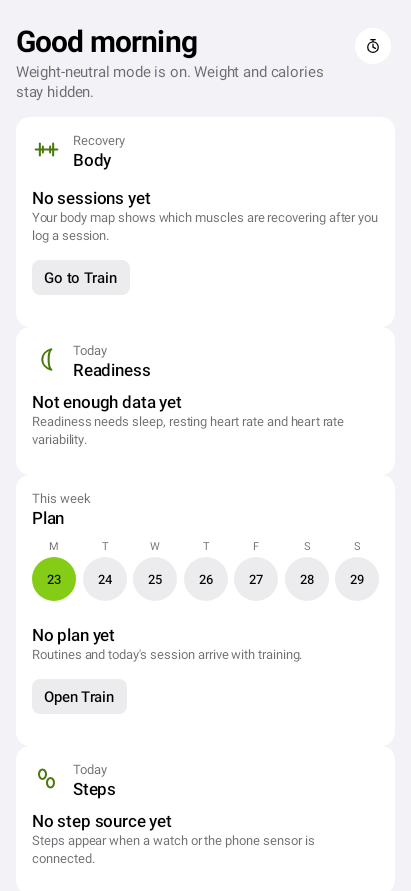 Good morning
Weight-neutral mode is on. Weight and calories
stay hidden.
Recovery
Body
No sessions yet
Your body map shows which muscles are recovering after you
log a session.
Go to Train
Today
Readiness
Not enough data yet
Readiness needs sleep, resting heart rate and heart rate
variability.
This week
Plan
M T W T F S S
23 24 25 26 27 28 29
No plan yet
Routines and today's session arrive with training.
Open Train
Today
Steps
No step source yet
Steps appear when a watch or the phone sensor is
connected.